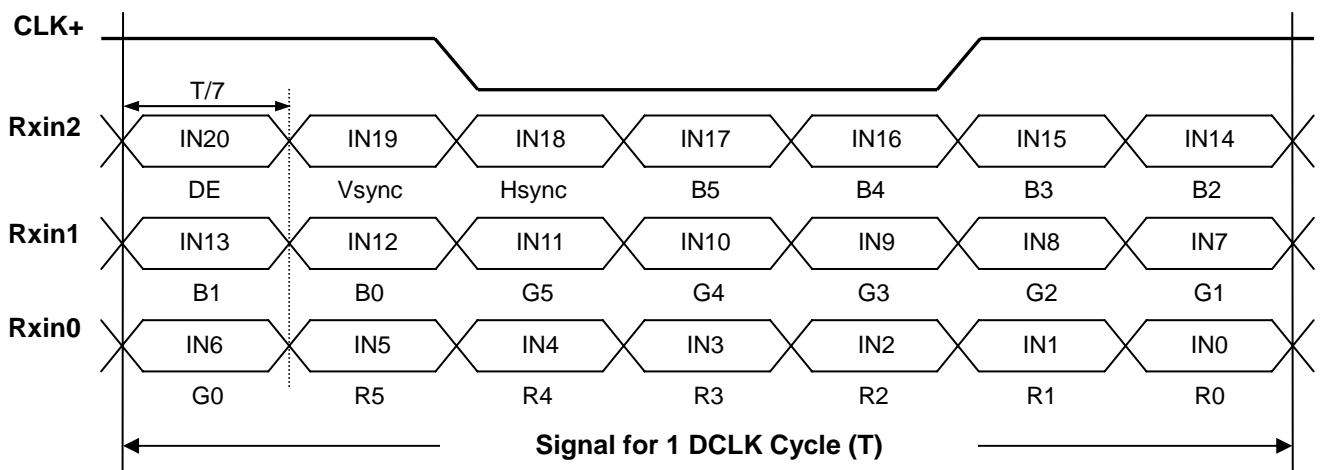 CLK+
T/7
Rxin2 IN20 IN19 IN18 IN17 IN16 IN15 IN14
DE Vsync Hsync B5 B4 B3 B2
Rxin1 IN13 IN12 IN11 IN10 IN9 IN8 IN7
B1 B0 G5 G4 G3 G2 G1
Rxin0 IN6 IN5 IN4 IN3 IN2 IN1 IN0
G0 R5 R4 R3 R2 R1 R0
Signal for 1 DCLK Cycle (T)